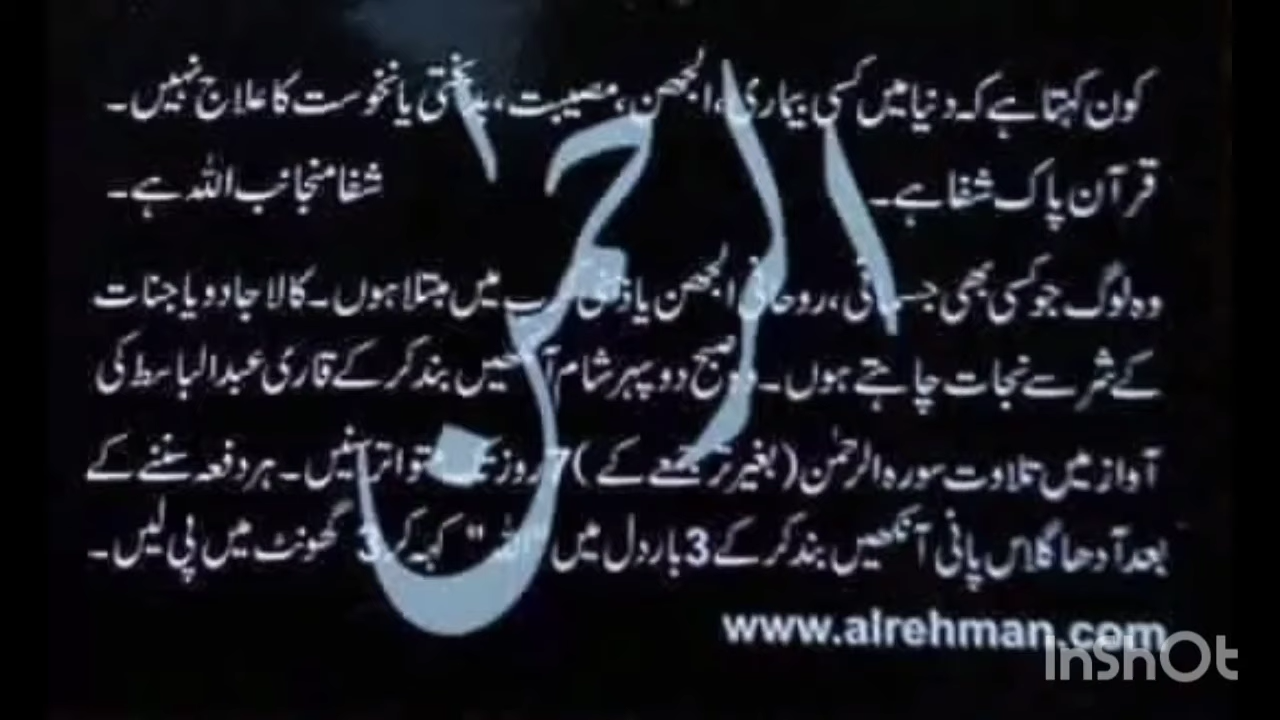 کون کہتا ہے کہ دنیا میں کسی بیماری، الجھن، مصیبت، بدبختی یا نحوست کا علاج نہیں۔
قرآن پاک شفا ہے۔ شفا منجانب اللہ ہے۔
وہ لوگ جو کسی بھی جسمانی، روحانی الجھن یا ذہنی کرب میں مبتلا ہوں۔ کالا جادو یا جنات
کے شر سے نجات چاہتے ہوں۔ وہ صبح دوپہر شام آنکھیں بند کر کے قاری عبدالباسط کی
آواز میں تلاوت سورہ الرحمٰن (بغیر ترجمے کے) 7 روز تک متواتر سنیں۔ ہر دفعہ سننے کے
بعد آدھا گلاس پانی آنکھیں بند کر کے 3 بار دل میں "اللہ" کہہ کر 3 گھونٹ میں پی لیں۔
الرحمٰن
www.alrehman.com
InShOt